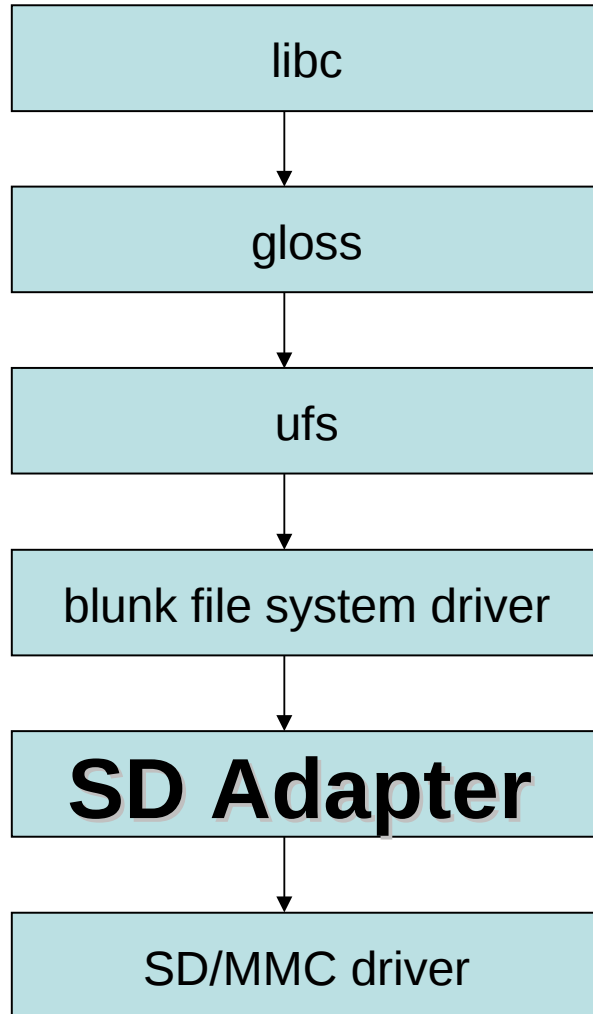 libc
gloss
ufs
blunk file system driver
SD Adapter
SD/MMC driver